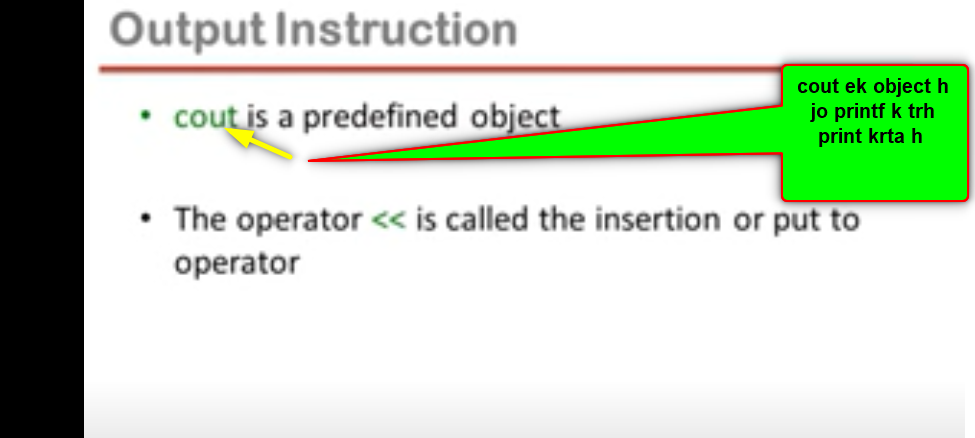 Output Instruction
• cout is a predefined object
cout ek object h
jo printf k trh
print krta h
• The operator << is called the insertion or put to
operator